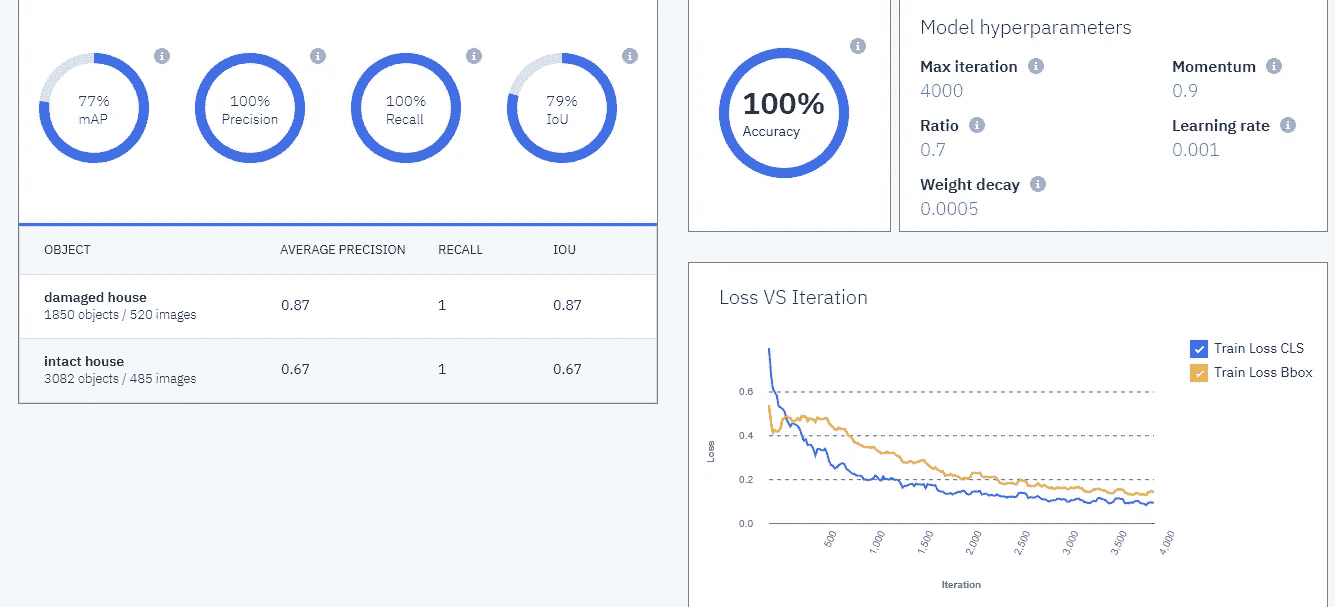 77%
mAP
100%
Precision
100%
Recall
79%
IoU
OBJECT AVERAGE PRECISION RECALL IOU
damaged house
1850 objects / 520 images
0.87 1 0.87
intact house
3082 objects / 485 images
0.67 1 0.67
100%
Accuracy
Model hyperparameters
Max iteration Momentum
4000 0.9
Ratio Learning rate
0.7 0.001
Weight decay
0.0005
Loss VS Iteration
Train Loss CLS
Train Loss Bbox
0.6
0.4
0.2
0.0
Loss
500 1,000 1,500 2,000 2,500 3,000 3,500 4,000
Iteration